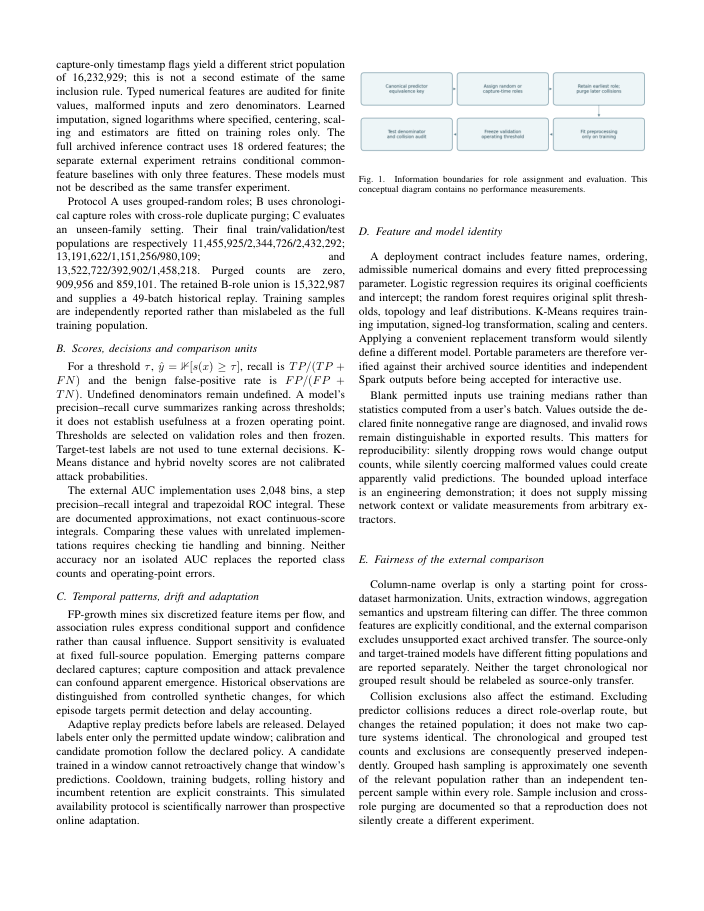 capture-only timestamp flags yield a different strict population
of 16,232,929; this is not a second estimate of the same
inclusion rule. Typed numerical features are audited for finite
values, malformed inputs and zero denominators. Learned
imputation, signed logarithms where specified, centering, scal-
ing and estimators are fitted on training roles only. The
full archived inference contract uses 18 ordered features; the
separate external experiment retrains conditional common-
feature baselines with only three features. These models must
not be described as the same transfer experiment.
Protocol A uses grouped-random roles; B uses chronologi-
cal capture roles with cross-role duplicate purging; C evaluates
an unseen-family setting. Their final train/validation/test
populations are respectively 11,455,925/2,344,726/2,432,292;
13,191,622/1,151,256/980,109; and
13,522,722/392,902/1,458,218. Purged counts are zero,
909,956 and 859,101. The retained B-role union is 15,322,987
and supplies a 49-batch historical replay. Training samples
are independently reported rather than mislabeled as the full
training population.
B. Scores, decisions and comparison units
For a threshold τ, ŷ = ⊮[s(x) ≥ τ], recall is TP/(TP +
FN) and the benign false-positive rate is FP/(FP +
TN). Undefined denominators remain undefined. A model's
precision–recall curve summarizes ranking across thresholds;
it does not establish usefulness at a frozen operating point.
Thresholds are selected on validation roles and then frozen.
Target-test labels are not used to tune external decisions. K-
Means distance and hybrid novelty scores are not calibrated
attack probabilities.
The external AUC implementation uses 2,048 bins, a step
precision–recall integral and trapezoidal ROC integral. These
are documented approximations, not exact continuous-score
integrals. Comparing these values with unrelated implemen-
tations requires checking tie handling and binning. Neither
accuracy nor an isolated AUC replaces the reported class
counts and operating-point errors.
C. Temporal patterns, drift and adaptation
FP-growth mines six discretized feature items per flow, and
association rules express conditional support and confidence
rather than causal influence. Support sensitivity is evaluated
at fixed full-source population. Emerging patterns compare
declared captures; capture composition and attack prevalence
can confound apparent emergence. Historical observations are
distinguished from controlled synthetic changes, for which
episode targets permit detection and delay accounting.
Adaptive replay predicts before labels are released. Delayed
labels enter only the permitted update window; calibration and
candidate promotion follow the declared policy. A candidate
trained in a window cannot retroactively change that window's
predictions. Cooldown, training budgets, rolling history and
incumbent retention are explicit constraints. This simulated
availability protocol is scientifically narrower than prospective
online adaptation.
Canonical predictor
equivalence key
Assign random or
capture-time roles
Retain earliest role;
purge later collisions
Test denominator
and collision audit
Freeze validation
operating threshold
Fit preprocessing
only on training
Fig. 1. Information boundaries for role assignment and evaluation. This
conceptual diagram contains no performance measurements.
D. Feature and model identity
A deployment contract includes feature names, ordering,
admissible numerical domains and every fitted preprocessing
parameter. Logistic regression requires its original coefficients
and intercept; the random forest requires original split thresh-
olds, topology and leaf distributions. K-Means requires train-
ing imputation, signed-log transformation, scaling and centers.
Applying a convenient replacement transform would silently
define a different model. Portable parameters are therefore ver-
ified against their archived source identities and independent
Spark outputs before being accepted for interactive use.
Blank permitted inputs use training medians rather than
statistics computed from a user's batch. Values outside the de-
clared finite nonnegative range are diagnosed, and invalid rows
remain distinguishable in exported results. This matters for
reproducibility: silently dropping rows would change output
counts, while silently coercing malformed values could create
apparently valid predictions. The bounded upload interface
is an engineering demonstration; it does not supply missing
network context or validate measurements from arbitrary ex-
tractors.
E. Fairness of the external comparison
Column-name overlap is only a starting point for cross-
dataset harmonization. Units, extraction windows, aggregation
semantics and upstream filtering can differ. The three common
features are explicitly conditional, and the external comparison
excludes unsupported exact archived transfer. The source-only
and target-trained models have different fitting populations and
are reported separately. Neither the target chronological nor
grouped result should be relabeled as source-only transfer.
Collision exclusions also affect the estimand. Excluding
predictor collisions reduces a direct role-overlap route, but
changes the retained population; it does not make two cap-
ture systems identical. The chronological and grouped test
counts and exclusions are consequently preserved indepen-
dently. Grouped hash sampling is approximately one seventh
of the relevant population rather than an independent ten-
percent sample within every role. Sample inclusion and cross-
role purging are documented so that a reproduction does not
silently create a different experiment.